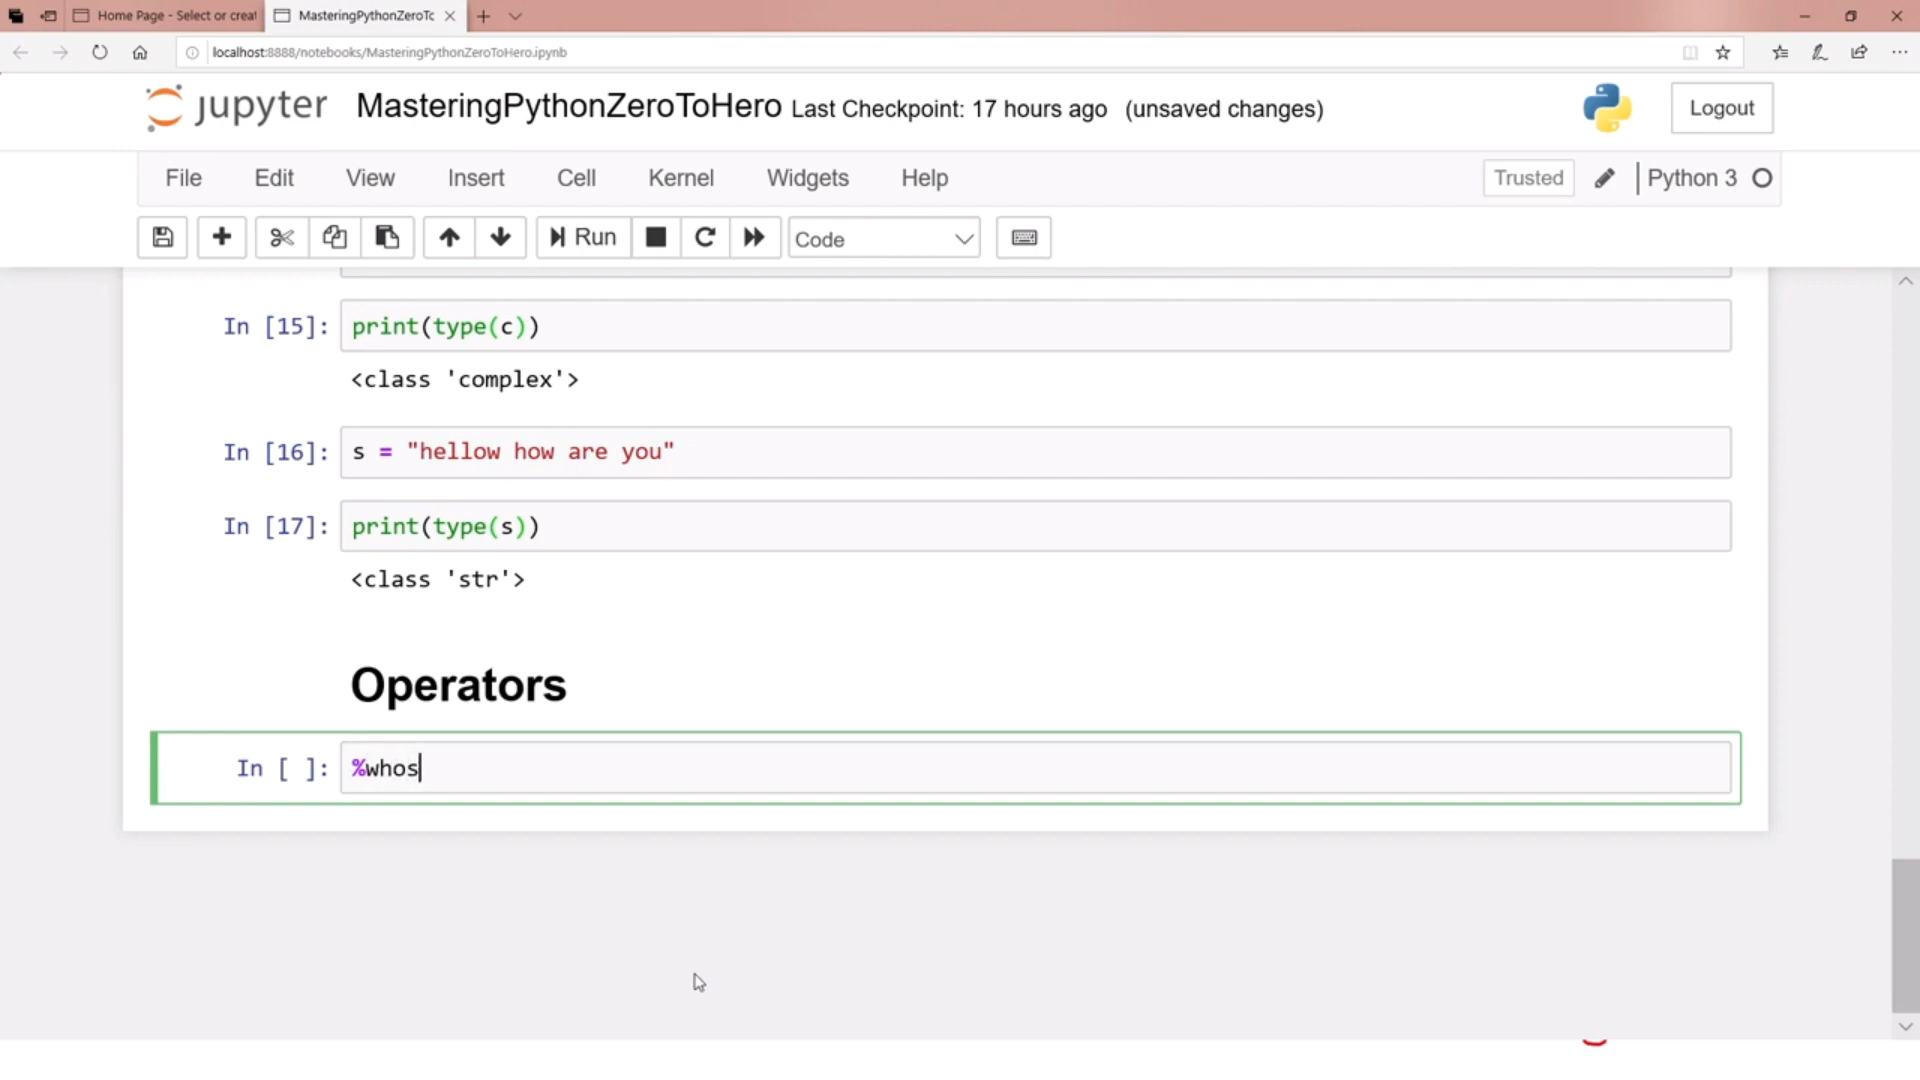 Home Page - Select or creat
MasteringPythonZeroTo
localhost:8888/notebooks/MasteringPythonZeroToHero.ipynb
jupyter MasteringPythonZeroToHero Last Checkpoint: 17 hours ago (unsaved changes) Logout
File Edit View Insert Cell Kernel Widgets Help Trusted Python 3
Run Code
In [15]: print(type(c))
<class 'complex'>
In [16]: s = "hellow how are you"
In [17]: print(type(s))
<class 'str'>
Operators
In [ ]: %whos